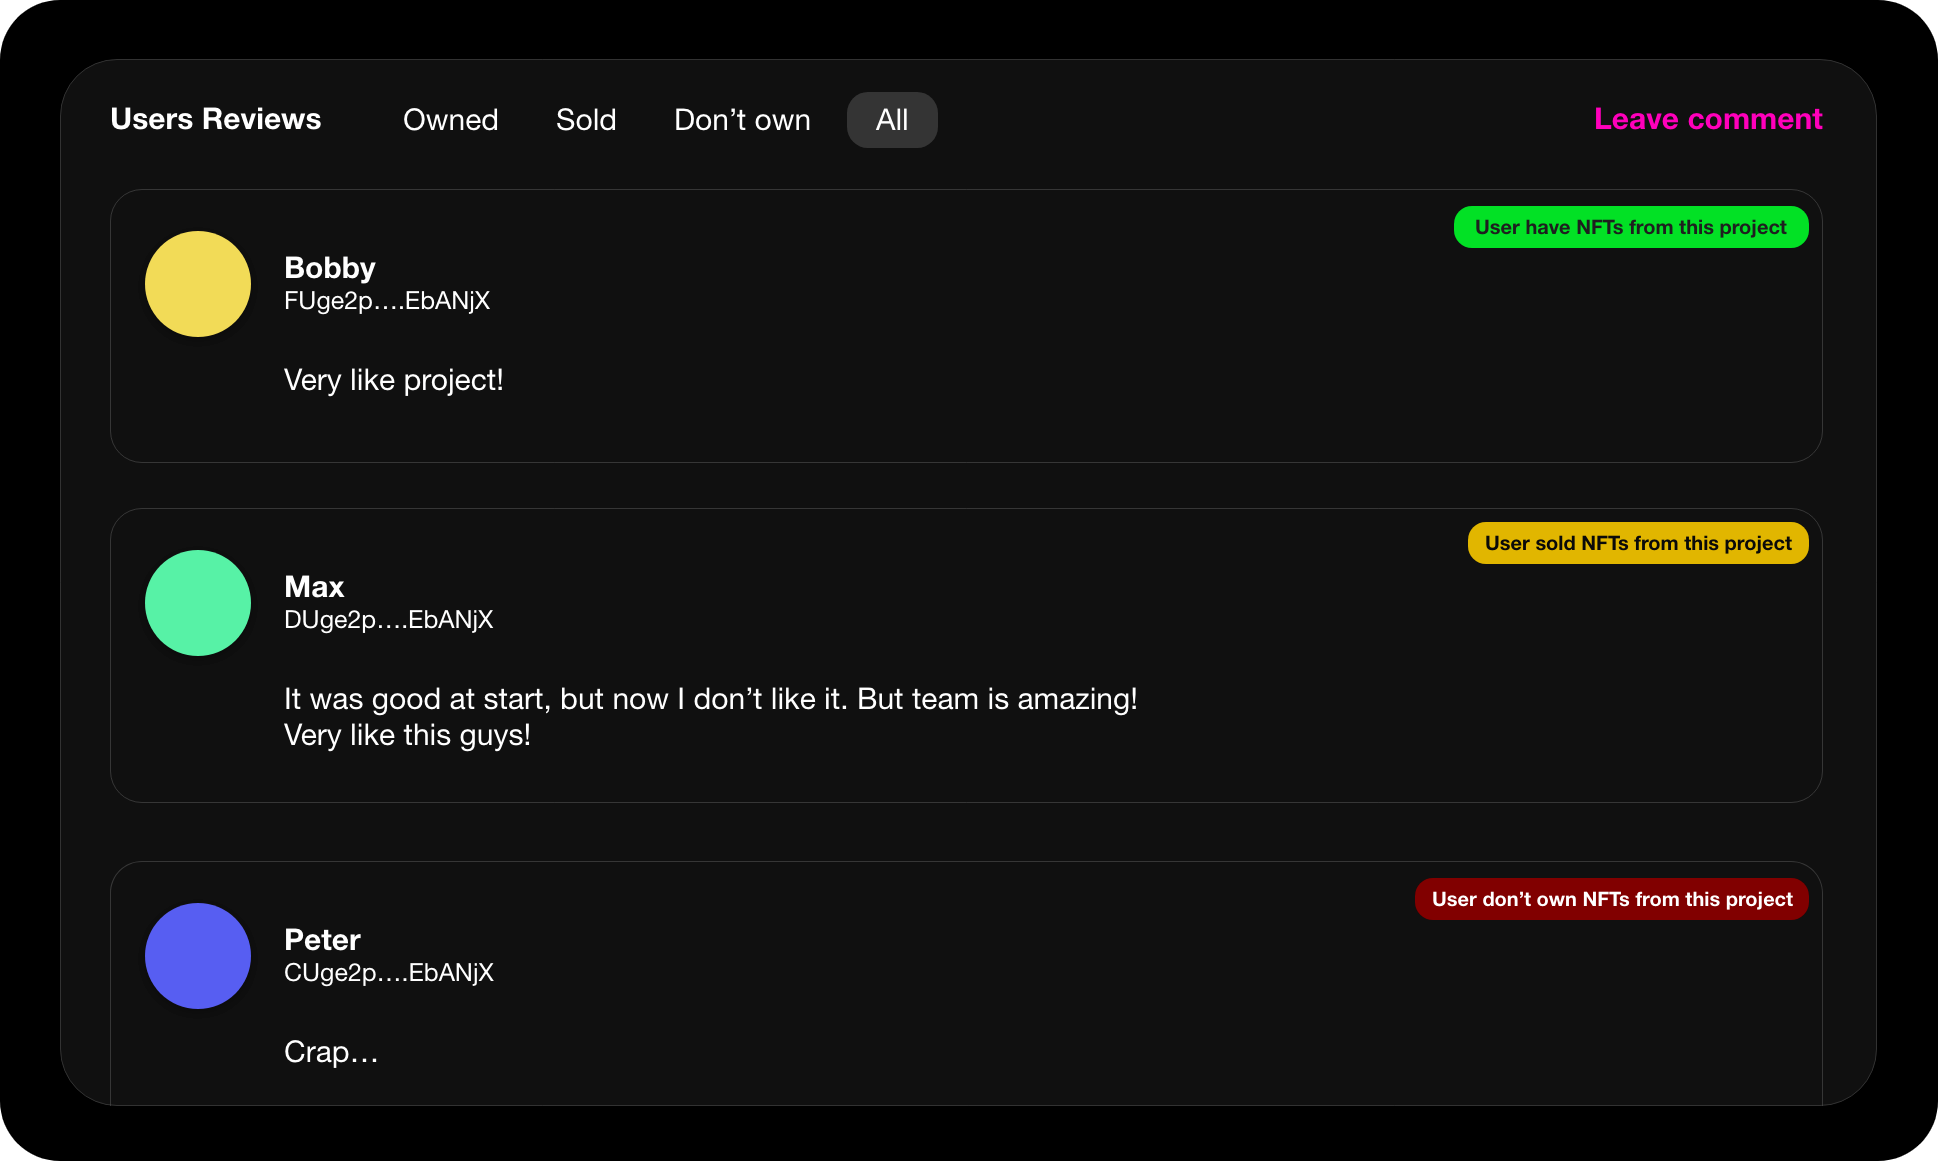 Users Reviews Owned Sold Don’t own All Leave comment
User have NFTs from this project
Bobby
FUge2p….EbANjX
Very like project!
User sold NFTs from this project
Max
DUge2p….EbANjX
It was good at start, but now I don’t like it. But team is amazing!
Very like this guys!
User don’t own NFTs from this project
Peter
CUge2p….EbANjX
Crap…